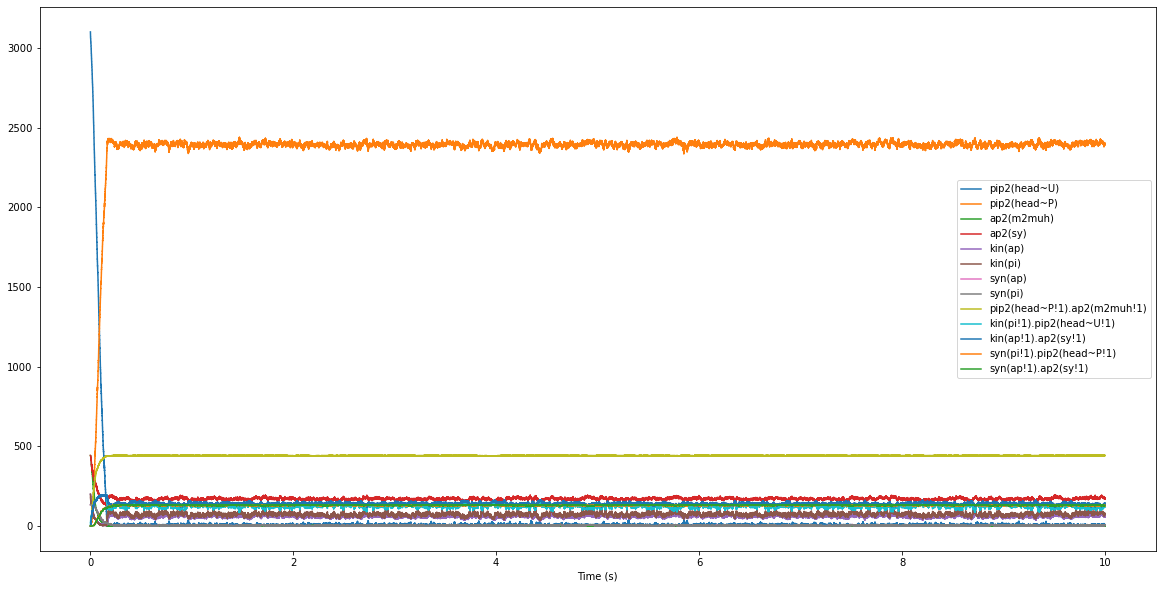 3000
2500
2000
1500
1000
500
0
0 2 4 6 8 10
Time (s)
pip2(head~U)
pip2(head~P)
ap2(m2muh)
ap2(sy)
kin(ap)
kin(pi)
syn(ap)
syn(pi)
pip2(head~P!1).ap2(m2muh!1)
kin(pi!1).pip2(head~U!1)
kin(ap!1).ap2(sy!1)
syn(pi!1).pip2(head~P!1)
syn(ap!1).ap2(sy!1)